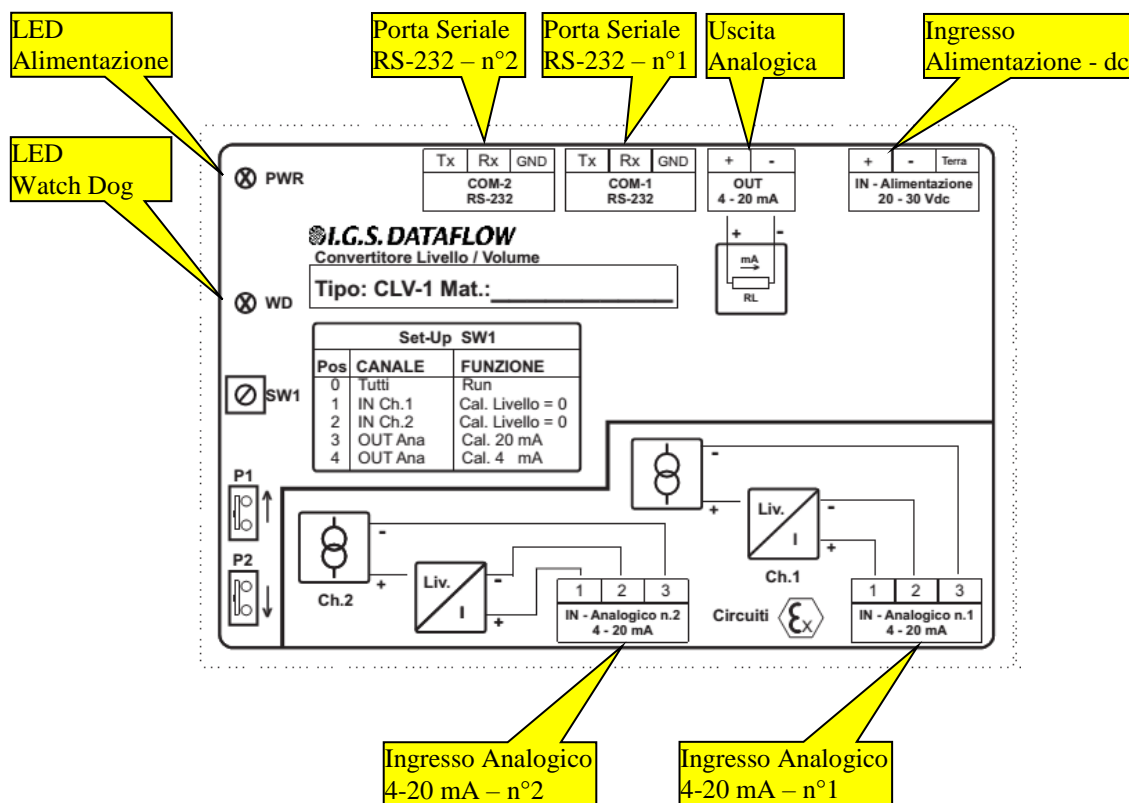 LED
Alimentazione
Porta Seriale
RS-232 – n°2
Porta Seriale
RS-232 – n°1
Uscita
Analogica
Ingresso
Alimentazione - dc
LED
Watch Dog
PWR
Tx Rx GND
COM-2
RS-232
Tx Rx GND
COM-1
RS-232
+ -
OUT
4 - 20 mA
+ - Terra
IN - Alimentazione
20 - 30 Vdc
+ -
mA
RL
I.G.S. DATAFLOW
Convertitore Livello / Volume
Tipo: CLV-1 Mat.:_______________
WD
Set-Up SW1
Pos CANALE FUNZIONE
0 Tutti Run
1 IN Ch.1 Cal. Livello = 0
2 IN Ch.2 Cal. Livello = 0
3 OUT Ana Cal. 20 mA
4 OUT Ana Cal. 4 mA
SW1
P1
P2
-
+
Liv.
I
-
+
Ch.1
1 2 3
IN - Analogico n.1
4 - 20 mA
-
+
Ch.2
Liv.
I
-
+
1 2 3
IN - Analogico n.2
4 - 20 mA
Circuiti Ex
Ingresso Analogico
4-20 mA – n°2
Ingresso Analogico
4-20 mA – n°1